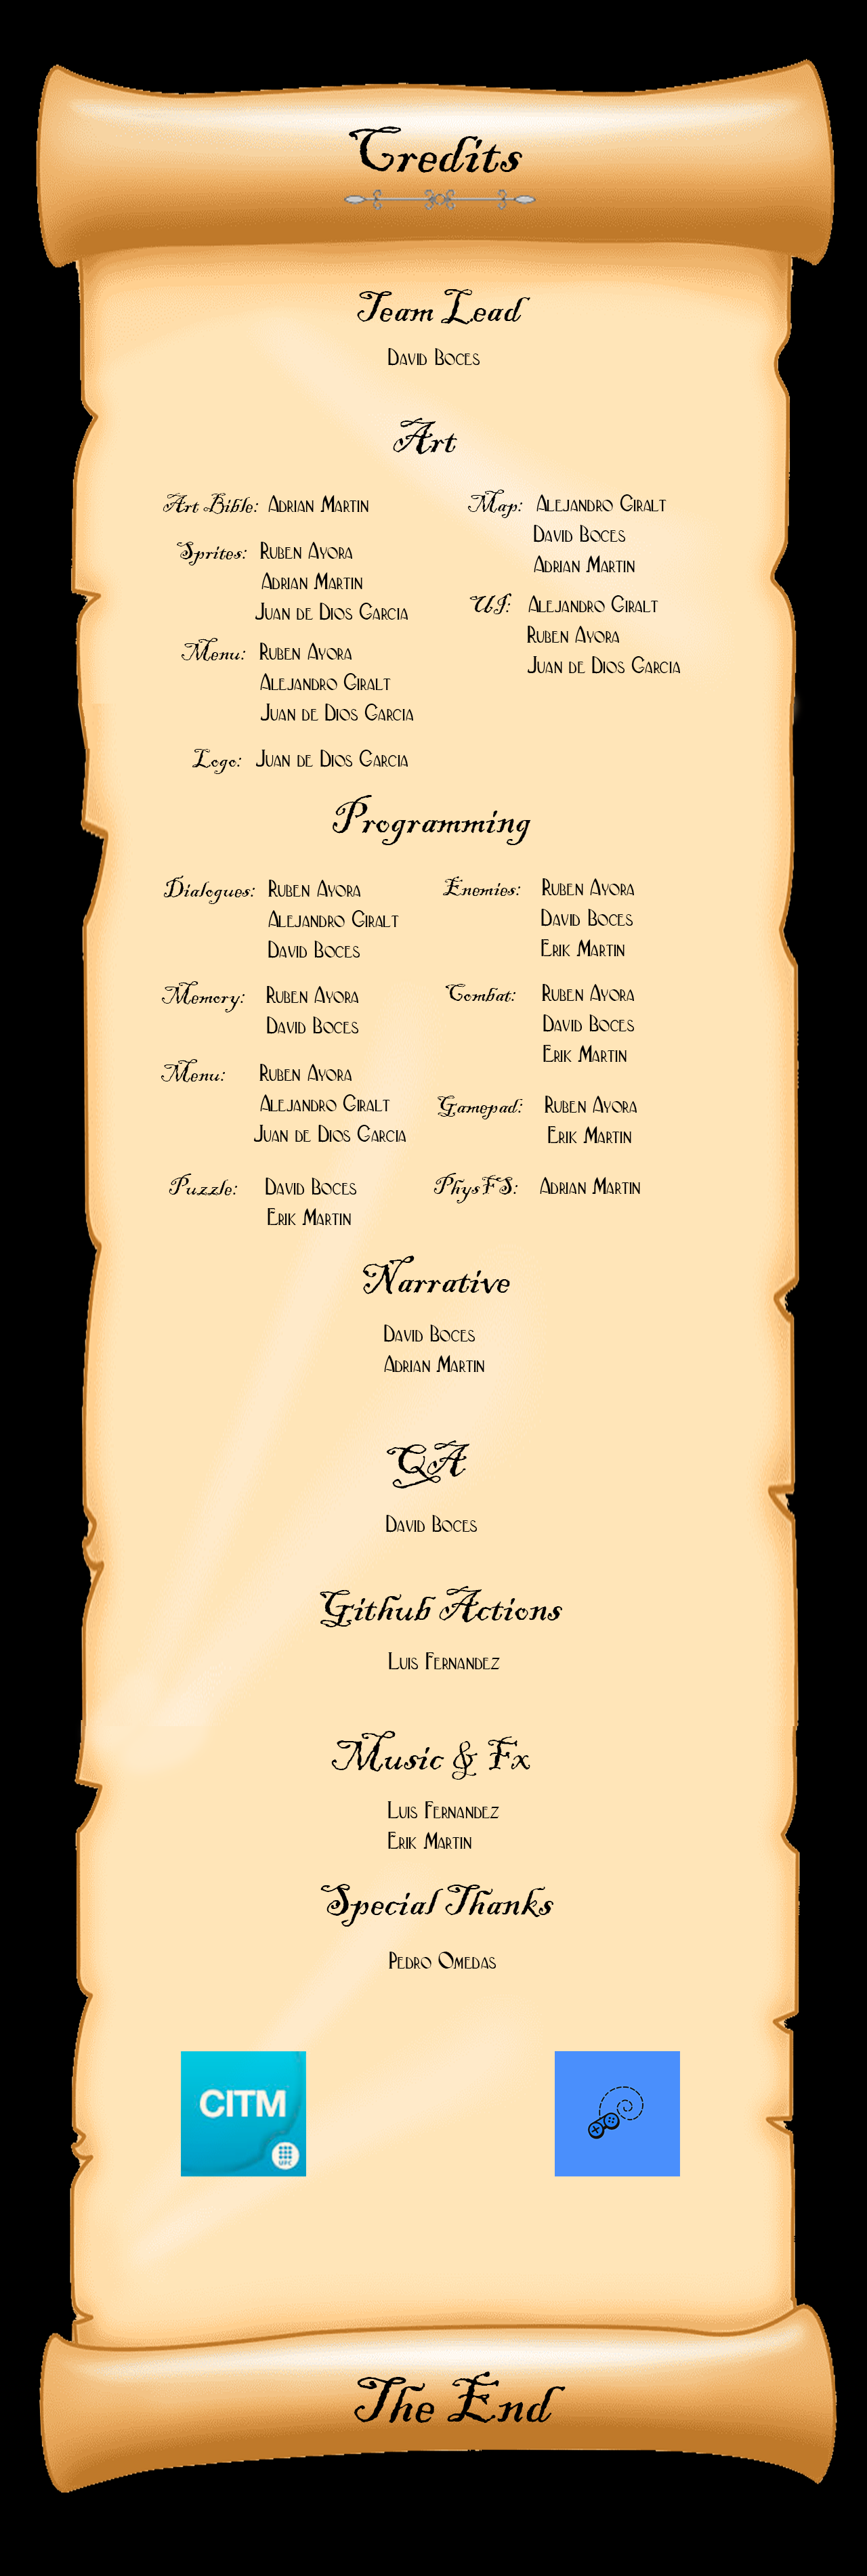 Credits
Team Lead
David Boces
Art
Art Bible: Adrian Martin
Sprites: Ruben Ayora
Adrian Martin
Juan de Dios Garcia
Menu: Ruben Ayora
Alejandro Giralt
Juan de Dios Garcia
Logo: Juan de Dios Garcia
Map: Alejandro Giralt
David Boces
Adrian Martin
UI: Alejandro Giralt
Ruben Ayora
Juan de Dios Garcia
Programming
Dialogues: Ruben Ayora
Alejandro Giralt
David Boces
Memory: Ruben Ayora
David Boces
Menu: Ruben Ayora
Alejandro Giralt
Juan de Dios Garcia
Puzzle: David Boces
Erik Martin
Enemies: Ruben Ayora
David Boces
Erik Martin
Combat: Ruben Ayora
David Boces
Erik Martin
Gamepad: Ruben Ayora
Erik Martin
PhysFS: Adrian Martin
Narrative
David Boces
Adrian Martin
QA
David Boces
Github Actions
Luis Fernandez
Music & Fx
Luis Fernandez
Erik Martin
Special Thanks
Pedro Omedas
CITM
UPC
The End